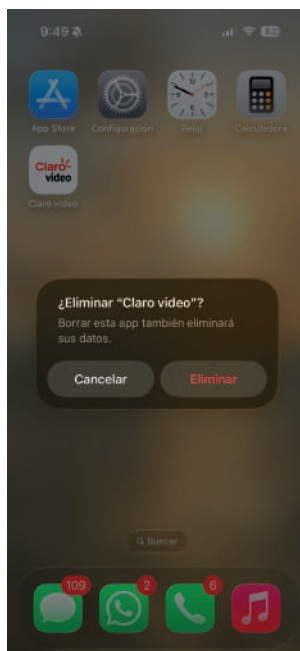 9:49
62
App Store Configuración Reloj Calculadora
Claro-
video
Claro video
¿Eliminar “Claro video”?
Borrar esta app también eliminará
sus datos.
Cancelar Eliminar
Buscar
109 2 6